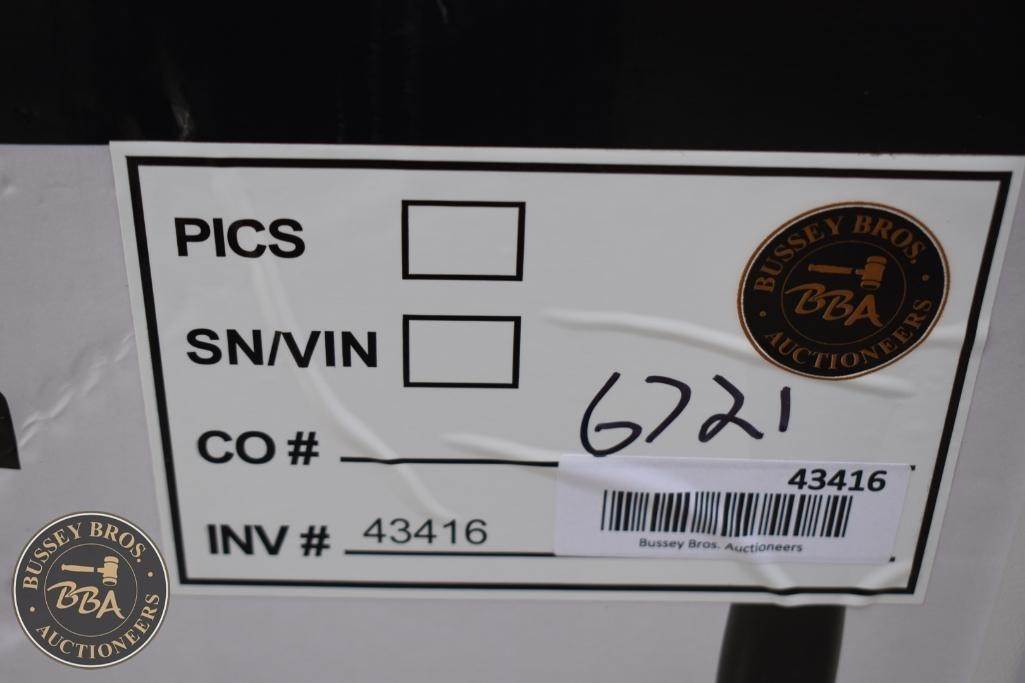 PICS
BUSSEY BROS.
BBA
AUCTIONEERS
SN/VIN
6721
CO #
43416
INV # 43416
Bussey Bros. Auctioneers
BUSSEY BROS.
BBA
AUCTIONEERS